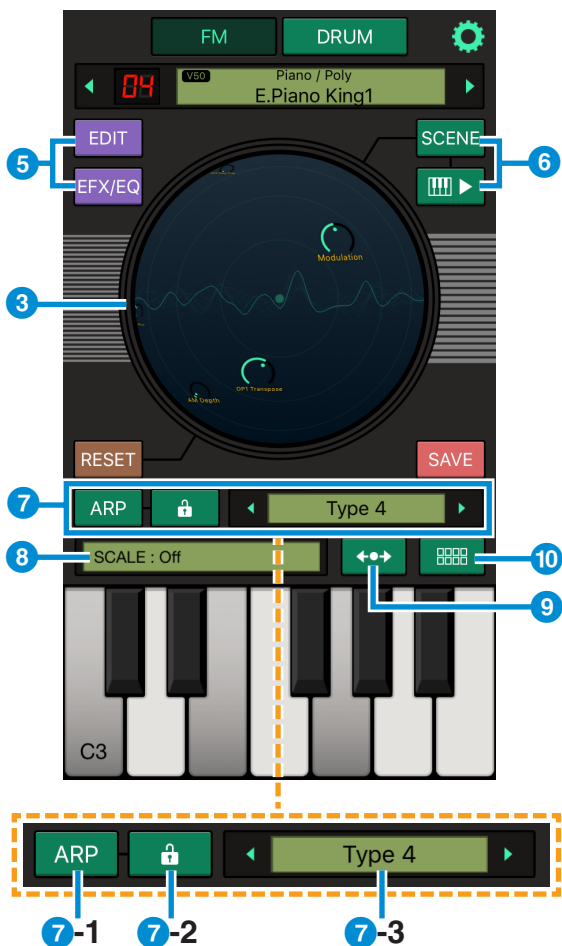 FM DRUM
04 V50 Piano / Poly
E.Piano King1
EDIT SCENE
5 6
EFX/EQ
Modulation
3
OP1 Transpose
AM Depth
RESET SAVE
7 ARP Type 4
8 SCALE : Off 10
9
C3
ARP Type 4
7-1 7-2 7-3